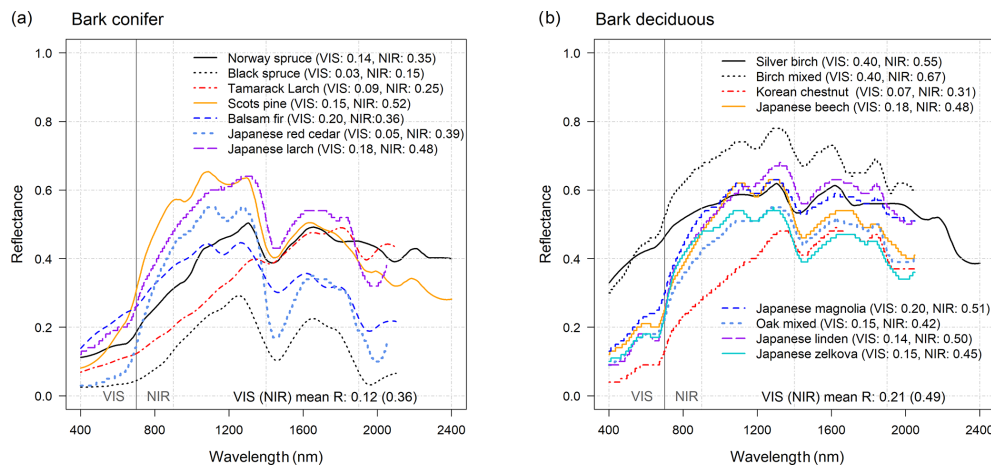 (a) Bark conifer
Reflectance
1.0
0.8
0.6
0.4
0.2
0.0
Norway spruce (VIS: 0.14, NIR: 0.35)
Black spruce (VIS: 0.03, NIR: 0.15)
Tamarack Larch (VIS: 0.09, NIR: 0.25)
Scots pine (VIS: 0.15, NIR: 0.52)
Balsam fir (VIS: 0.20, NIR:0.36)
Japanese red cedar (VIS: 0.05, NIR: 0.39)
Japanese larch (VIS: 0.18, NIR: 0.48)
VIS NIR VIS (NIR) mean R: 0.12 (0.36)
400 800 1200 1600 2000 2400
Wavelength (nm)
(b) Bark deciduous
Reflectance
1.0
0.8
0.6
0.4
0.2
0.0
Silver birch (VIS: 0.40, NIR: 0.55)
Birch mixed (VIS: 0.40, NIR: 0.67)
Korean chestnut (VIS: 0.07, NIR: 0.31)
Japanese beech (VIS: 0.18, NIR: 0.48)
Japanese magnolia (VIS: 0.20, NIR: 0.51)
Oak mixed (VIS: 0.15, NIR: 0.42)
Japanese linden (VIS: 0.14, NIR: 0.50)
Japanese zelkova (VIS: 0.15, NIR: 0.45)
VIS NIR VIS (NIR) mean R: 0.21 (0.49)
400 800 1200 1600 2000 2400
Wavelength (nm)